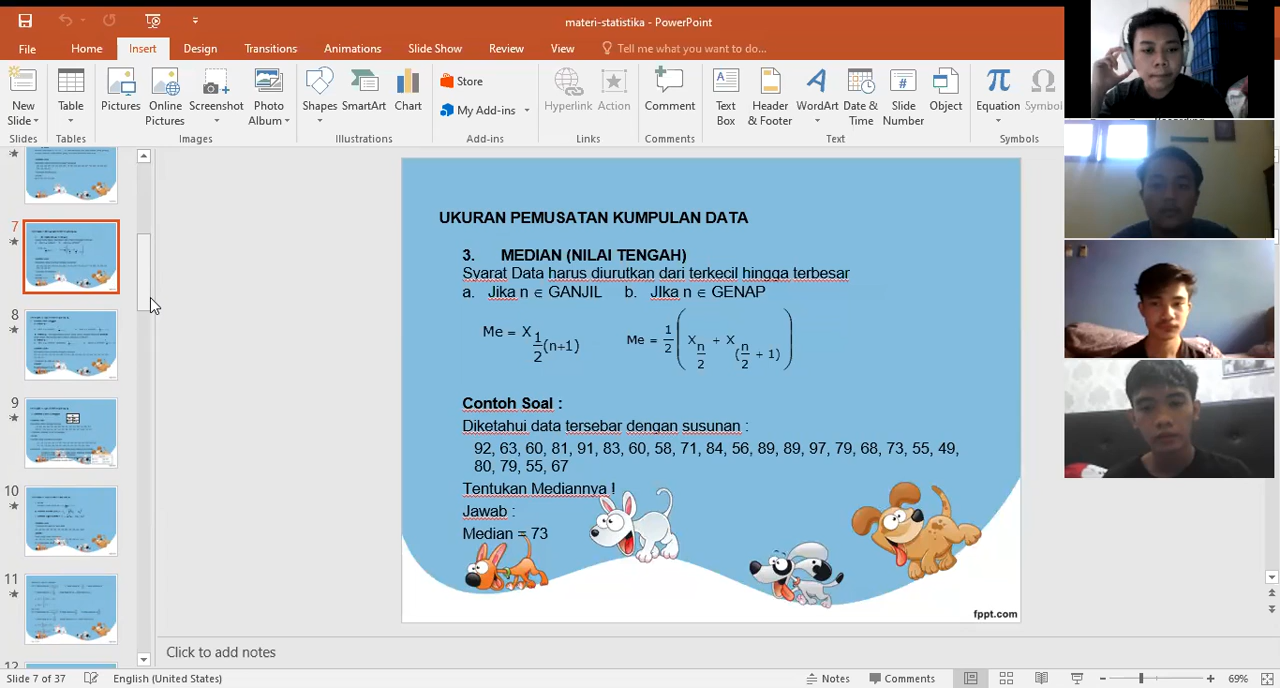 materi-statistika - PowerPoint
File Home Insert Design Transitions Animations Slide Show Review View Tell me what you want to do...
New Slide
Table
Pictures
Online Pictures
Screenshot
Photo Album
Shapes
SmartArt
Chart
Store
My Add-ins
Hyperlink
Action
Comment
Text Box
Header & Footer
WordArt
Date & Time
Slide Number
Object
Equation
Symbol
Slides Tables Images Illustrations Add-ins Links Comments Text Symbols
7
8
9
10
11
12
UKURAN PEMUSATAN KUMPULAN DATA
3. MEDIAN (NILAI TENGAH)
Syarat Data harus diurutkan dari terkecil hingga terbesar
a. Jika n ∈ GANJIL b. JIka n ∈ GENAP
Me = X 1/2 (n+1) Me = 1/2 ( X n/2 + X (n/2 + 1) )
Contoh Soal :
Diketahui data tersebar dengan susunan :
92, 63, 60, 81, 91, 83, 60, 58, 71, 84, 56, 89, 89, 97, 79, 68, 73, 55, 49,
80, 79, 55, 67
Tentukan Mediannya !
Jawab :
Median = 73
fppt.com
Click to add notes
Slide 7 of 37 English (United States) Notes Comments 69%